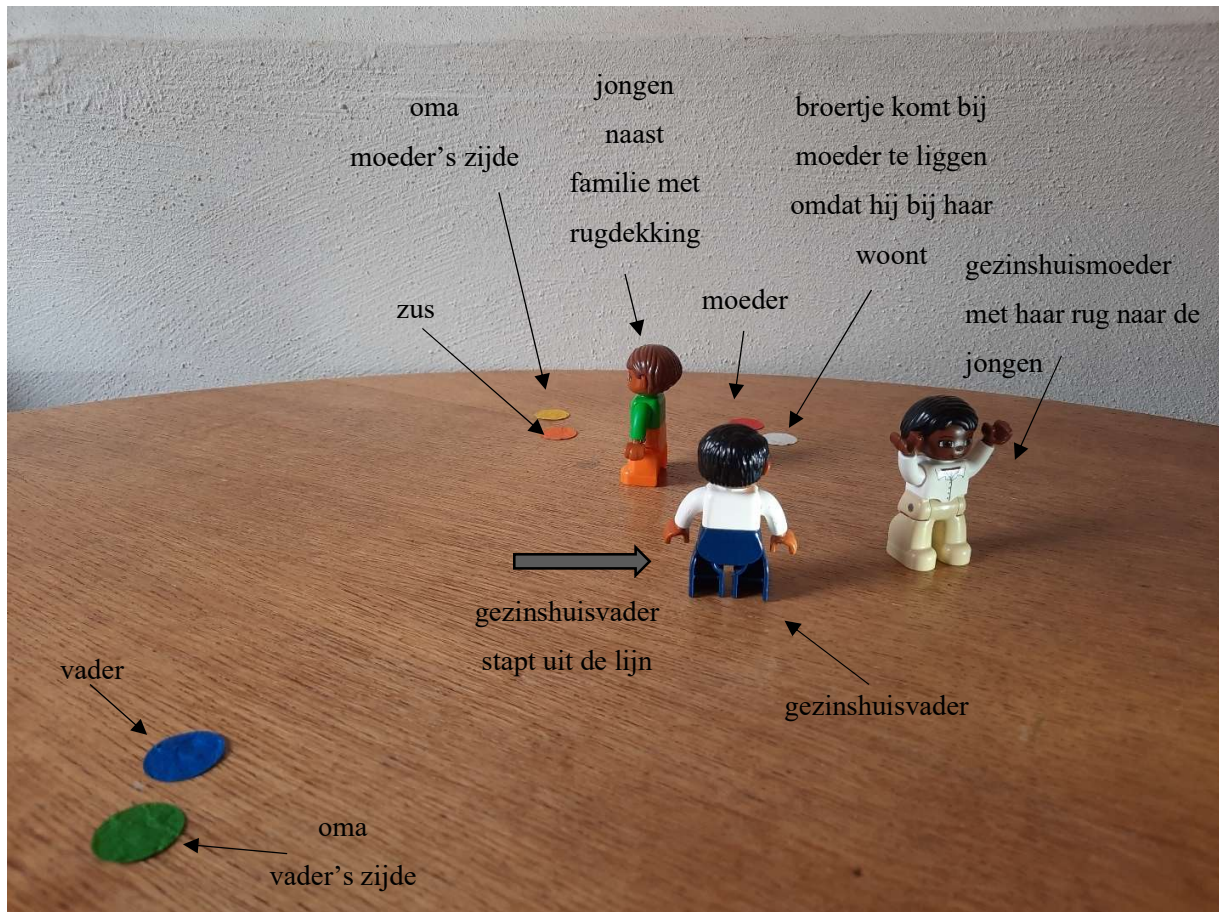 oma
moeder’s zijde
jongen
naast
familie met
rugdekking
broertje komt bij
moeder te liggen
omdat hij bij haar
woont
gezinshuismoeder
met haar rug naar de
jongen
zus
moeder
gezinshuisvader
stapt uit de lijn
vader
gezinshuisvader
oma
vader’s zijde